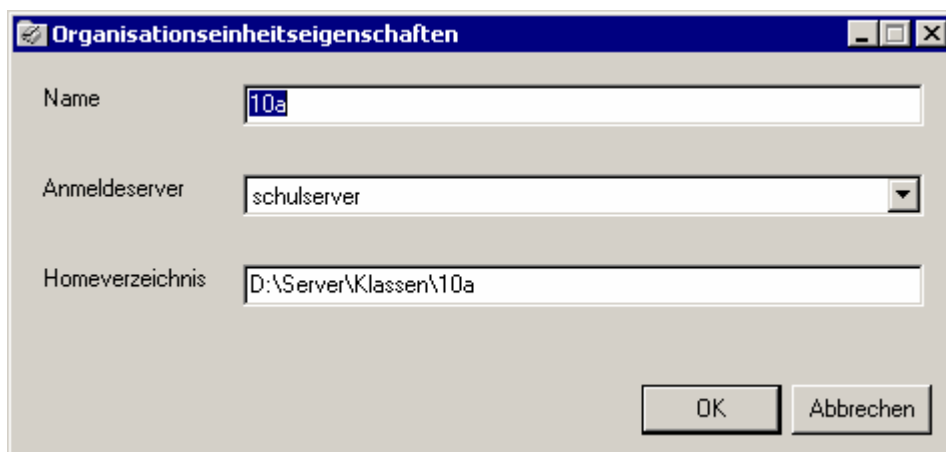 Organisationseinheitseigenschaften
Name 10a
Anmeldeserver schulserver
Homeverzeichnis D:\Server\Klassen\10a
OK Abbrechen